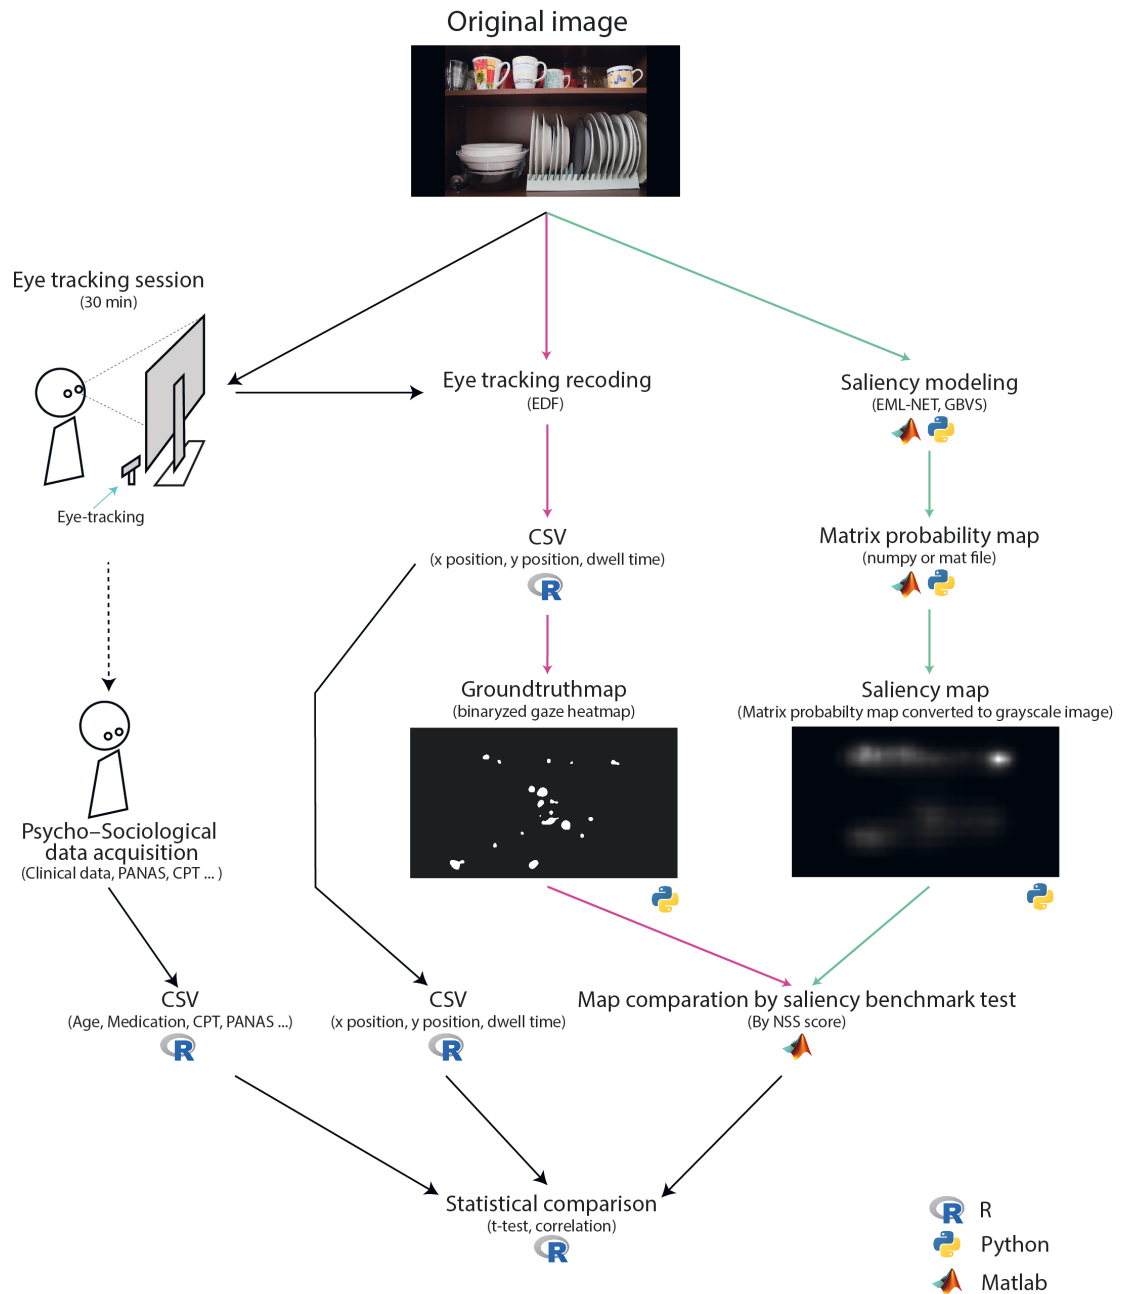 Original image
Eye tracking session
(30 min)
Eye-tracking
Eye tracking recoding
(EDF)
Saliency modeling
(EML-NET, GBVS)
CSV
(x position, y position, dwell time)
R
Matrix probability map
(numpy or mat file)
Groundtruthmap
(binaryzed gaze heatmap)
Saliency map
(Matrix probabilty map converted to grayscale image)
Psycho–Sociological
data acquisition
(Clinical data, PANAS, CPT ... )
CSV
(Age, Medication, CPT, PANAS ...)
R
CSV
(x position, y position, dwell time)
R
Map comparation by saliency benchmark test
(By NSS score)
Statistical comparison
(t-test, correlation)
R
R R
Python
Matlab